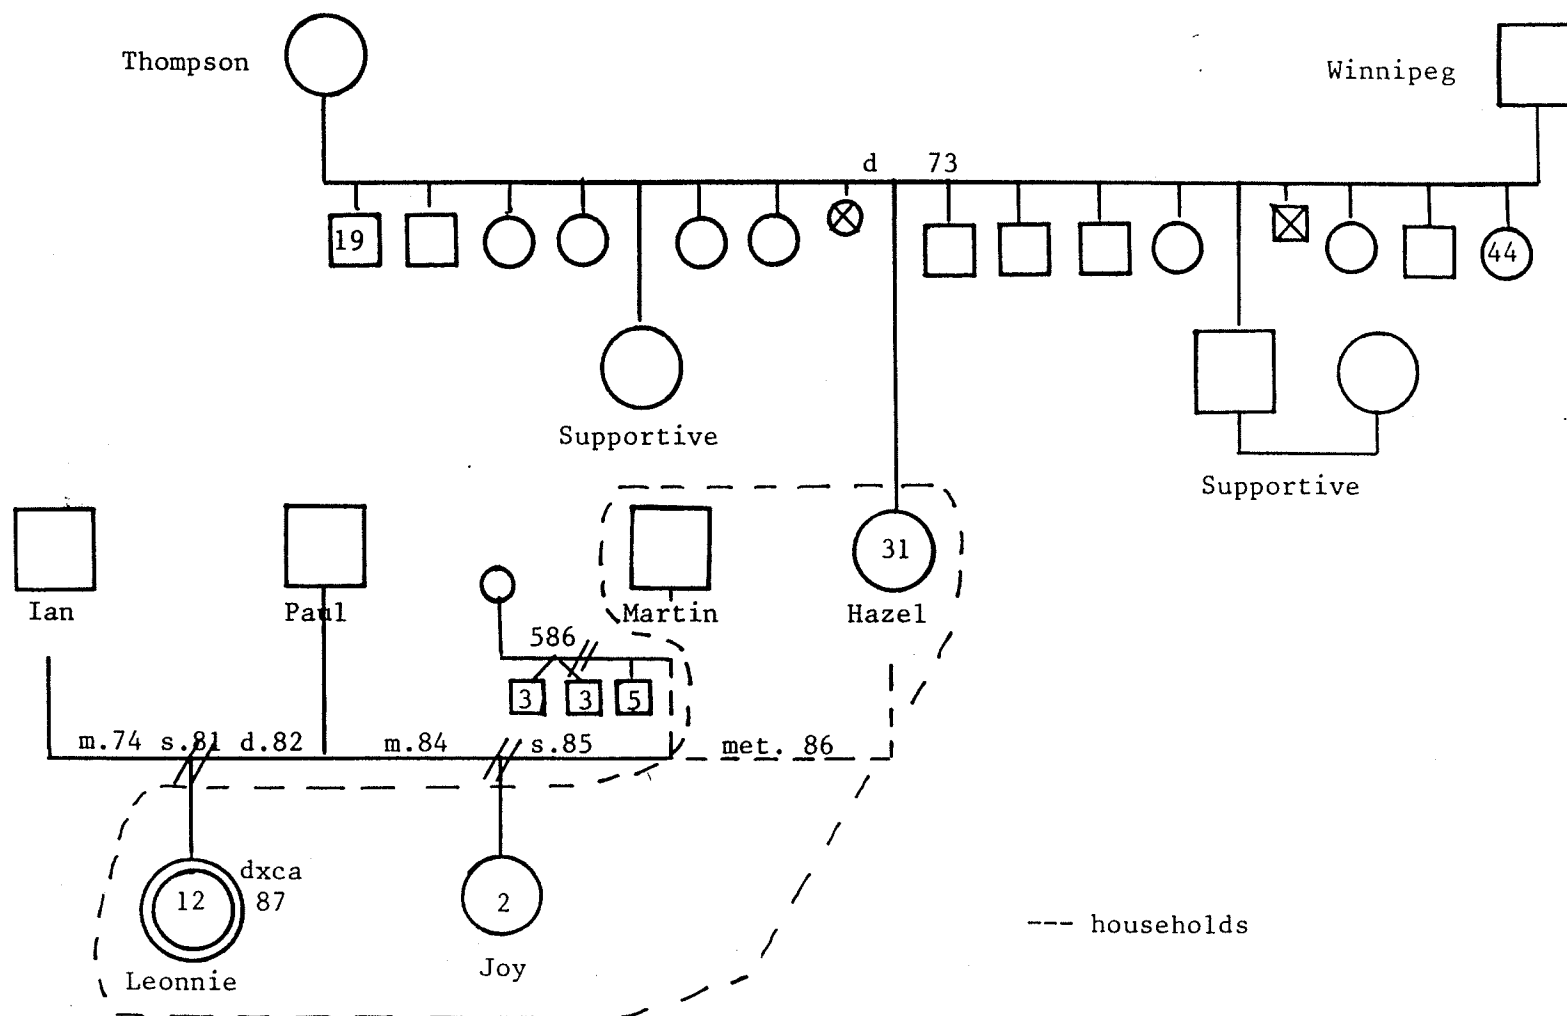 Thompson
Winnipeg
d 73
19
44
Supportive
Supportive
31
Ian
Paul
Martin
Hazel
586
3 3 5
m.74 s.81 d.82 m.84 s.85 met. 86
12
dxca
87
2
Leonnie
Joy
--- households